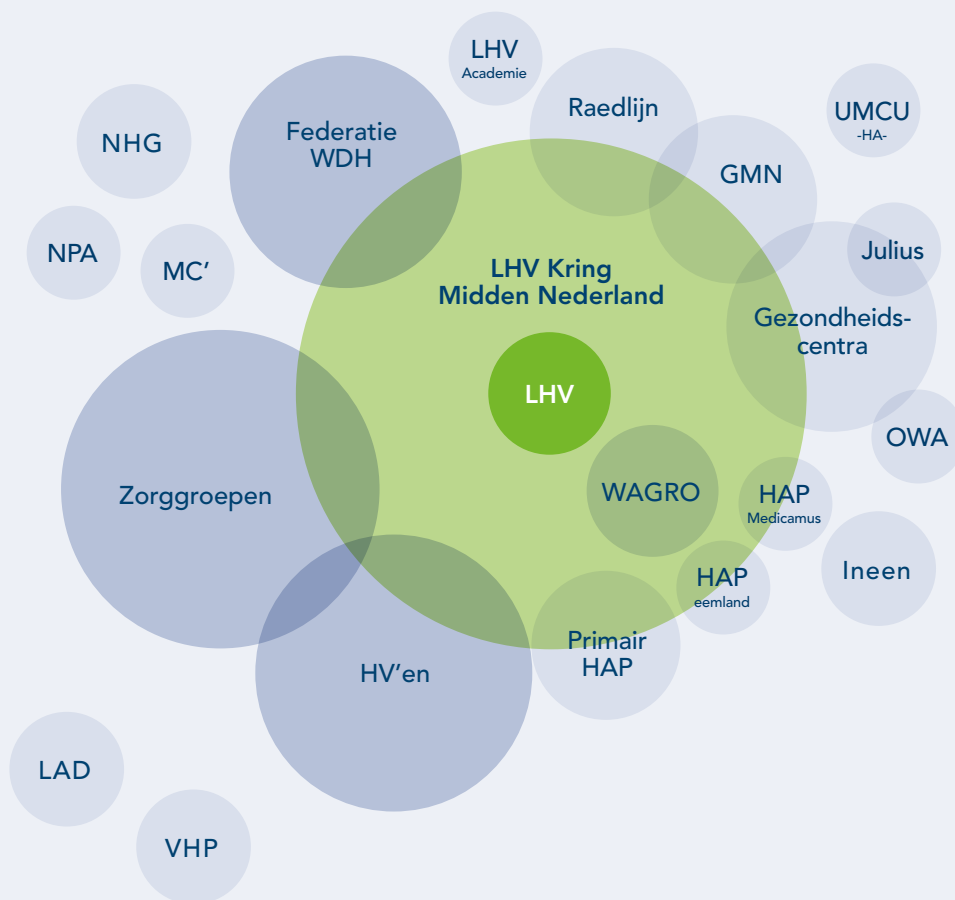 LHV
Academie
Raedlijn
UMCU
-HA-
NHG
Federatie
WDH
GMN
NPA
MC’
Julius
LHV Kring
Midden Nederland
Gezondheids-
centra
LHV
OWA
Zorggroepen
WAGRO
HAP
Medicamus
Ineen
HAP
eemland
Primair
HAP
HV’en
LAD
VHP